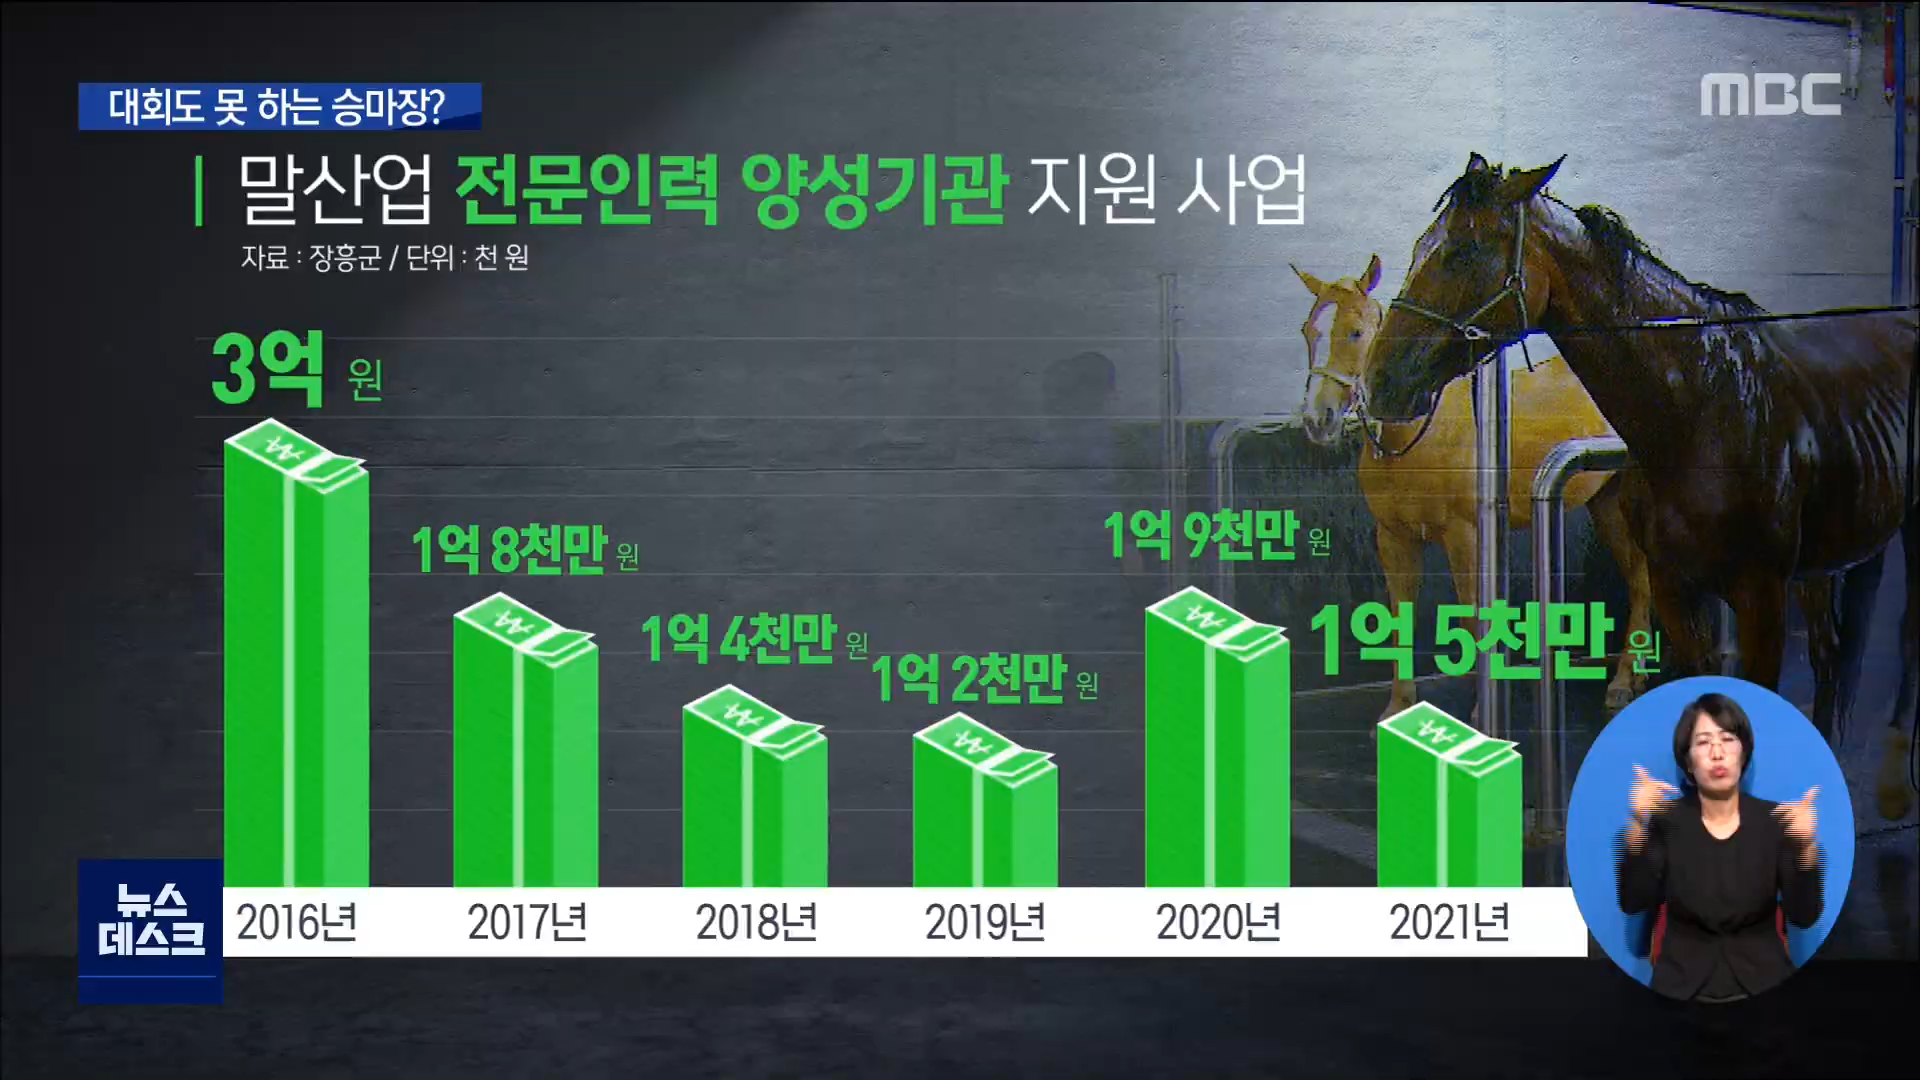 대회도 못 하는 승마장?
MBC
말산업 전문인력 양성기관 지원 사업
자료 : 장흥군 / 단위 : 천 원
3억 원
1억 8천만 원
1억 4천만 원
1억 2천만 원
1억 9천만 원
1억 5천만 원
뉴스
데스크
2016년 2017년 2018년 2019년 2020년 2021년